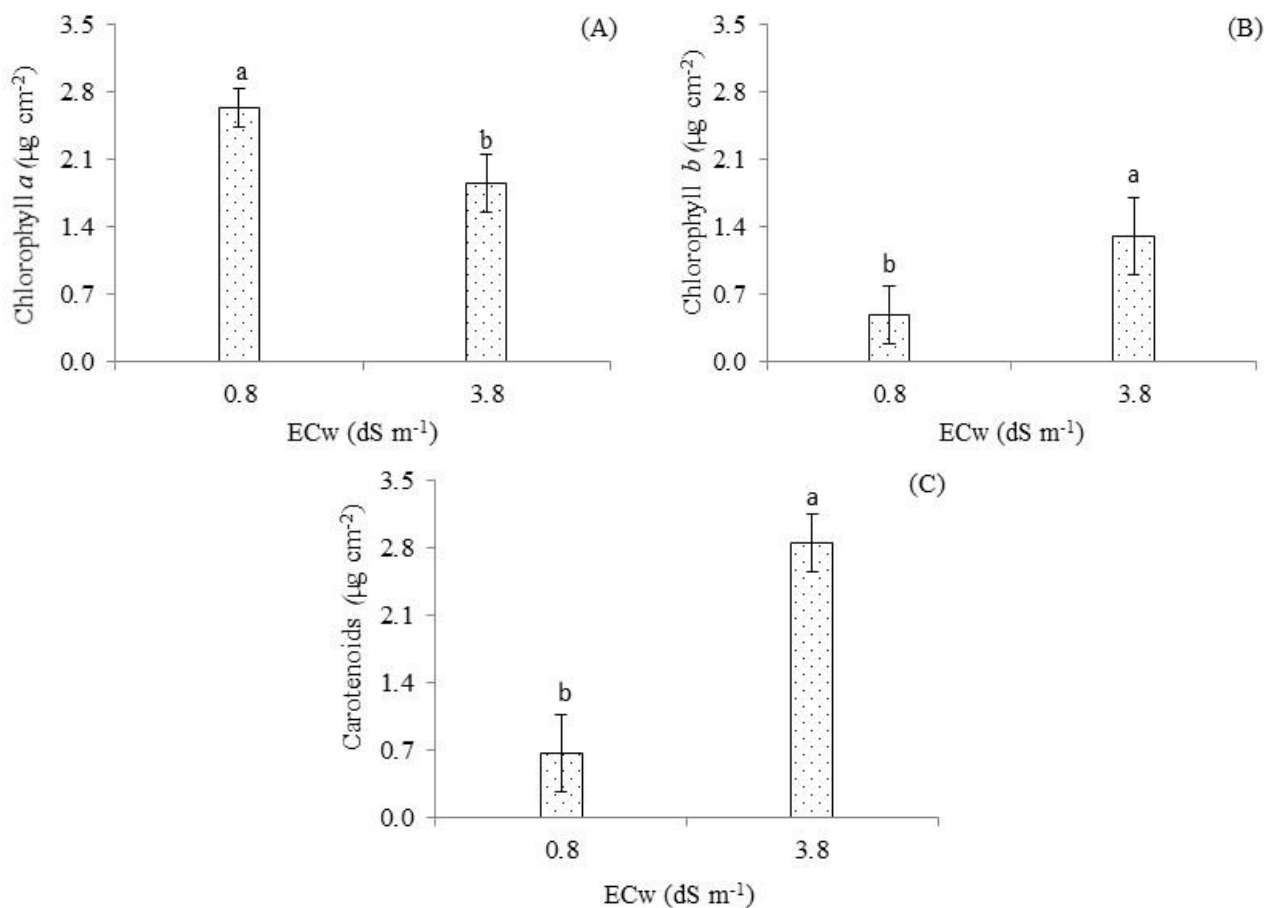 (A)
Chlorophyll a (µg cm⁻²)
3.5
2.8
2.1
1.4
0.7
0.0
a
b
0.8 3.8
ECw (dS m⁻¹)
(B)
Chlorophyll b (µg cm⁻²)
3.5
2.8
2.1
1.4
0.7
0.0
b
a
0.8 3.8
ECw (dS m⁻¹)
(C)
Carotenoids (µg cm⁻²)
3.5
2.8
2.1
1.4
0.7
0.0
b
a
0.8 3.8
ECw (dS m⁻¹)